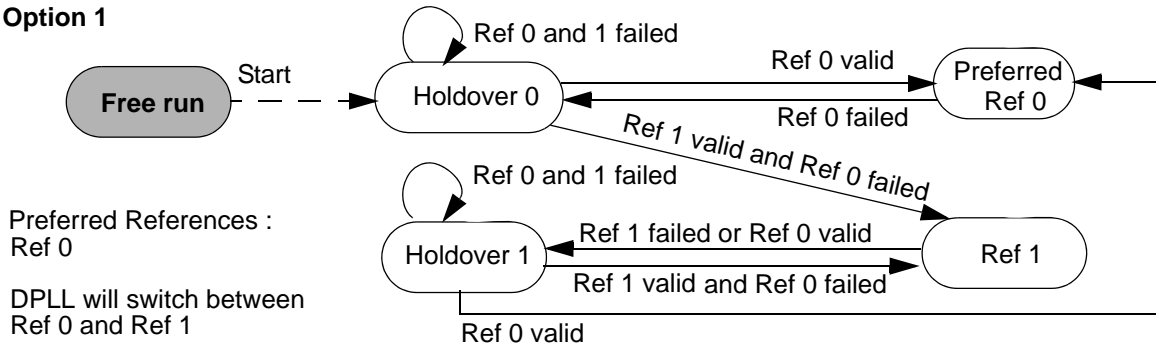 Option 1
Ref 0 and 1 failed
Start
Free run
Holdover 0
Ref 0 valid
Ref 0 failed
Preferred
Ref 0
Ref 1 valid and Ref 0 failed
Ref 0 and 1 failed
Preferred References :
Ref 0
Holdover 1
Ref 1 failed or Ref 0 valid
Ref 1 valid and Ref 0 failed
Ref 1
DPLL will switch between
Ref 0 and Ref 1
Ref 0 valid